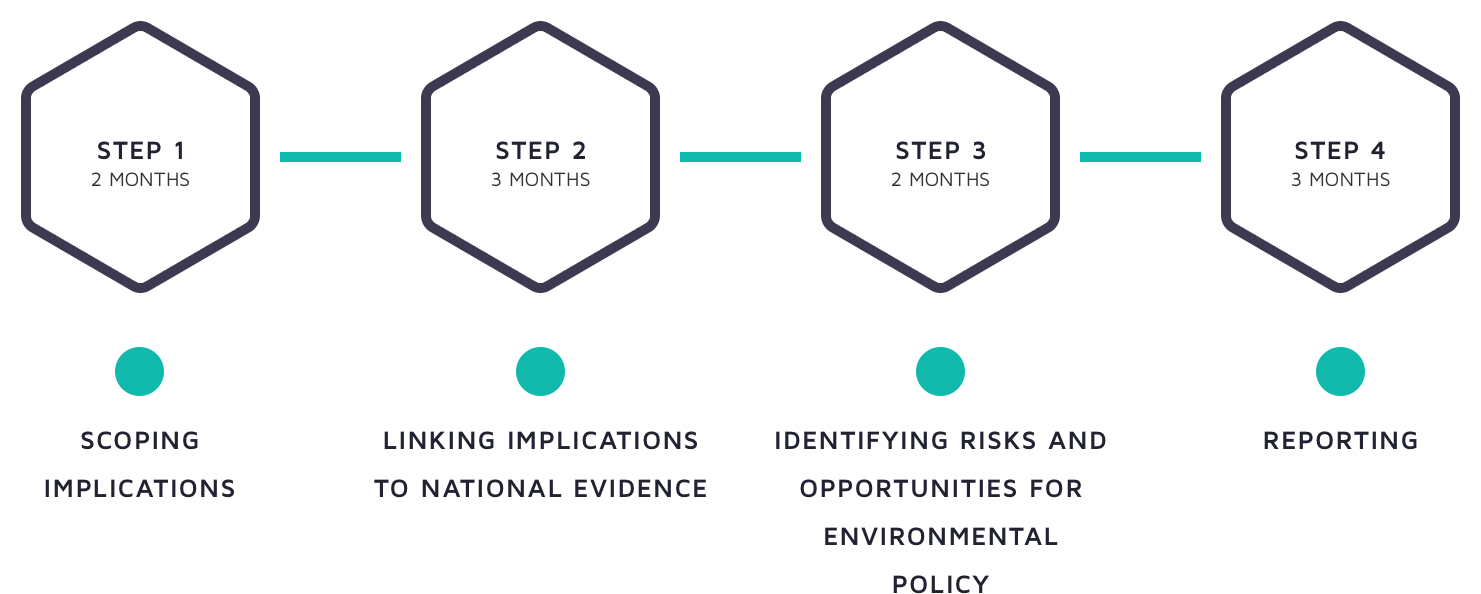 STEP 1
2 MONTHS
STEP 2
3 MONTHS
STEP 3
2 MONTHS
STEP 4
3 MONTHS
SCOPING
IMPLICATIONS
LINKING IMPLICATIONS
TO NATIONAL EVIDENCE
IDENTIFYING RISKS AND
OPPORTUNITIES FOR
ENVIRONMENTAL
POLICY
REPORTING